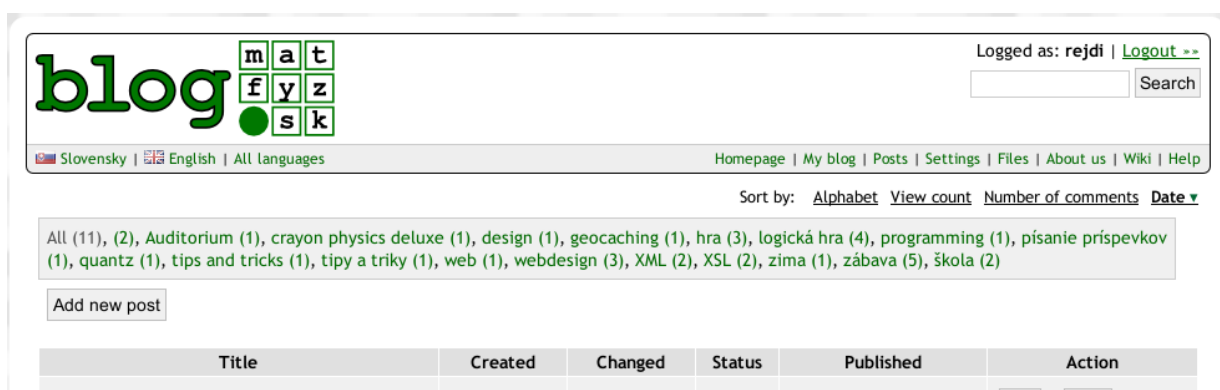 blog mat
fyz
sk
Logged as: rejdi | Logout »»
Search
Slovensky | English | All languages
Homepage | My blog | Posts | Settings | Files | About us | Wiki | Help
Sort by: Alphabet View count Number of comments Date ▾
All (11), (2), Auditorium (1), crayon physics deluxe (1), design (1), geocaching (1), hra (3), logická hra (4), programming (1), písanie príspevkov
(1), quantz (1), tips and tricks (1), tipy a triky (1), web (1), webdesign (3), XML (2), XSL (2), zima (1), zábava (5), škola (2)
Add new post
Title Created Changed Status Published Action